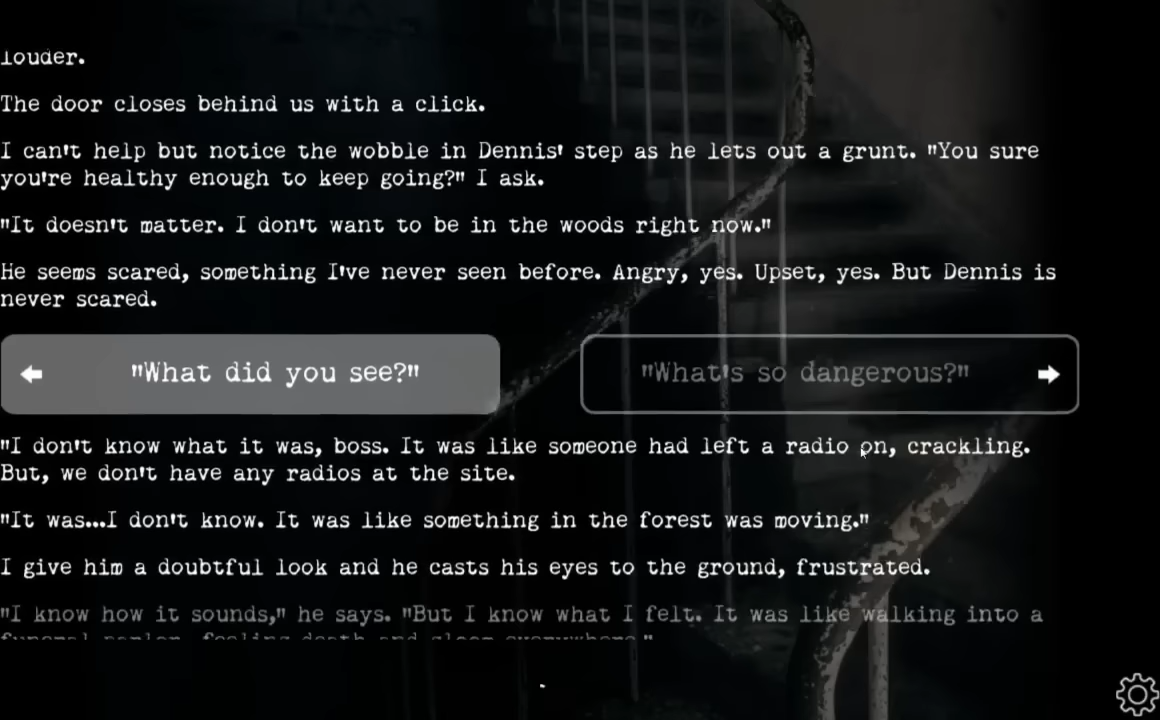 louder.
The door closes behind us with a click.
I can't help but notice the wobble in Dennis' step as he lets out a grunt. "You sure
you're healthy enough to keep going?" I ask.
"It doesn't matter. I don't want to be in the woods right now."
He seems scared, something I've never seen before. Angry, yes. Upset, yes. But Dennis is
never scared.
"What did you see?"
"What's so dangerous?"
"I don't know what it was, boss. It was like someone had left a radio on, crackling.
But, we don't have any radios at the site.
"It was...I don't know. It was like something in the forest was moving."
I give him a doubtful look and he casts his eyes to the ground, frustrated.
"I know how it sounds," he says. "But I know what I felt. It was like walking into a
funeral parlor, feeling death and gloom everywhere."